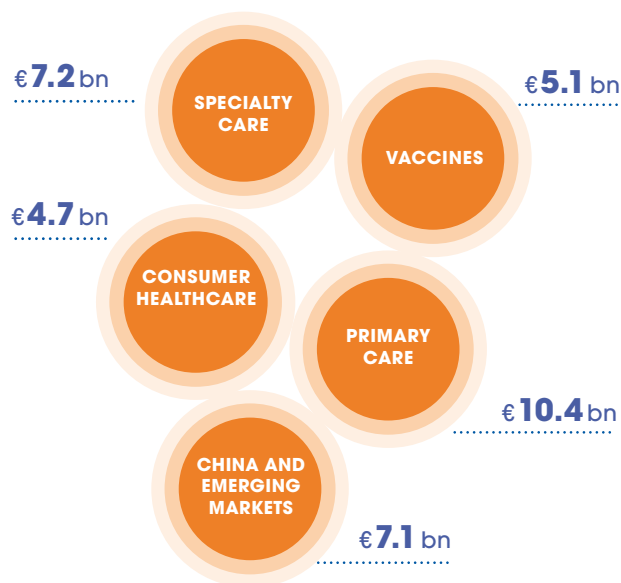 €7.2 bn
SPECIALTY
CARE
€5.1 bn
VACCINES
€4.7 bn
CONSUMER
HEALTHCARE
PRIMARY
CARE
€10.4 bn
CHINA AND
EMERGING
MARKETS
€7.1 bn